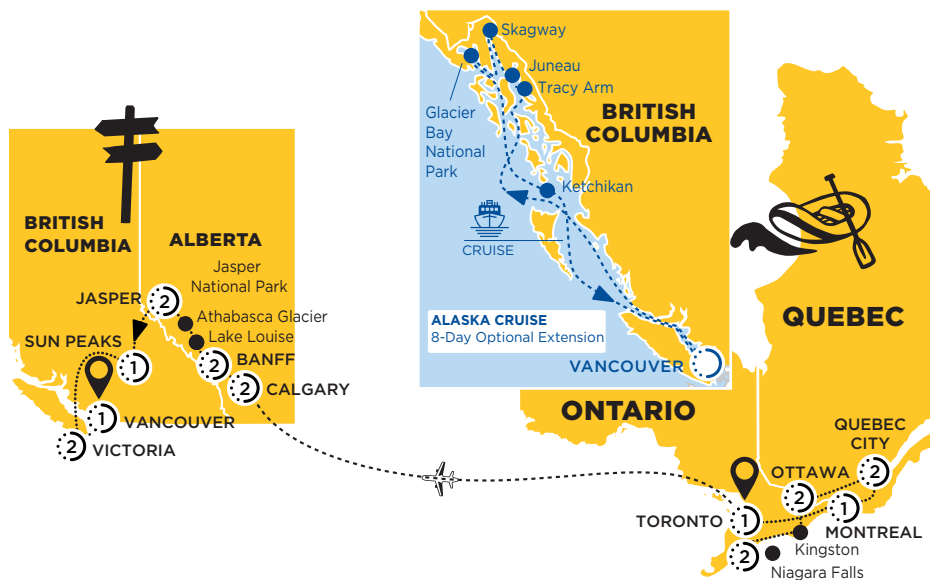 Skagway
Juneau
Tracy Arm
Glacier
Bay
National
Park
BRITISH
COLUMBIA
Ketchikan
CRUISE
ALASKA CRUISE
8-Day Optional Extension
VANCOUVER
BRITISH
COLUMBIA
ALBERTA
Jasper
National Park
JASPER
2
Athabasca Glacier
Lake Louise
SUN PEAKS
1
2
BANFF
2
CALGARY
1
VANCOUVER
2
VICTORIA
QUEBEC
ONTARIO
QUEBEC
CITY
2
OTTAWA
2
TORONTO
1
1
MONTREAL
2
Kingston
Niagara Falls